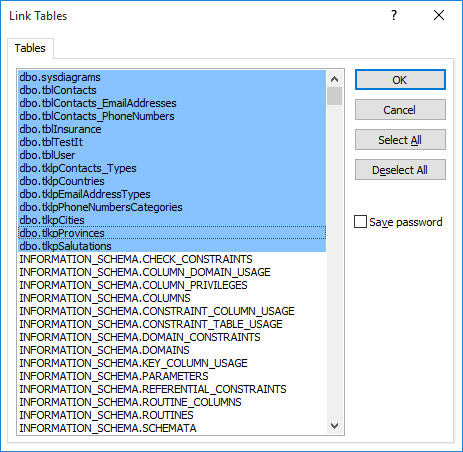 Link Tables
Tables
dbo.sysdiagrams
dbo.tblContacts
dbo.tblContacts_EmailAddresses
dbo.tblContacts_PhoneNumbers
dbo.tblInsurance
dbo.tblTestIt
dbo.tblUser
dbo.tklpContacts_Types
dbo.tklpCountries
dbo.tklpEmailAddressTypes
dbo.tklpPhoneNumbersCategories
dbo.tlkpCities
dbo.tlkpProvinces
dbo.tlkpSalutations
INFORMATION_SCHEMA.CHECK_CONSTRAINTS
INFORMATION_SCHEMA.COLUMN_DOMAIN_USAGE
INFORMATION_SCHEMA.COLUMN_PRIVILEGES
INFORMATION_SCHEMA.COLUMNS
INFORMATION_SCHEMA.CONSTRAINT_COLUMN_USAGE
INFORMATION_SCHEMA.CONSTRAINT_TABLE_USAGE
INFORMATION_SCHEMA.DOMAIN_CONSTRAINTS
INFORMATION_SCHEMA.DOMAINS
INFORMATION_SCHEMA.KEY_COLUMN_USAGE
INFORMATION_SCHEMA.PARAMETERS
INFORMATION_SCHEMA.REFERENTIAL_CONSTRAINTS
INFORMATION_SCHEMA.ROUTINE_COLUMNS
INFORMATION_SCHEMA.ROUTINES
INFORMATION_SCHEMA.SCHEMATA
OK
Cancel
Select All
Deselect All
Save password